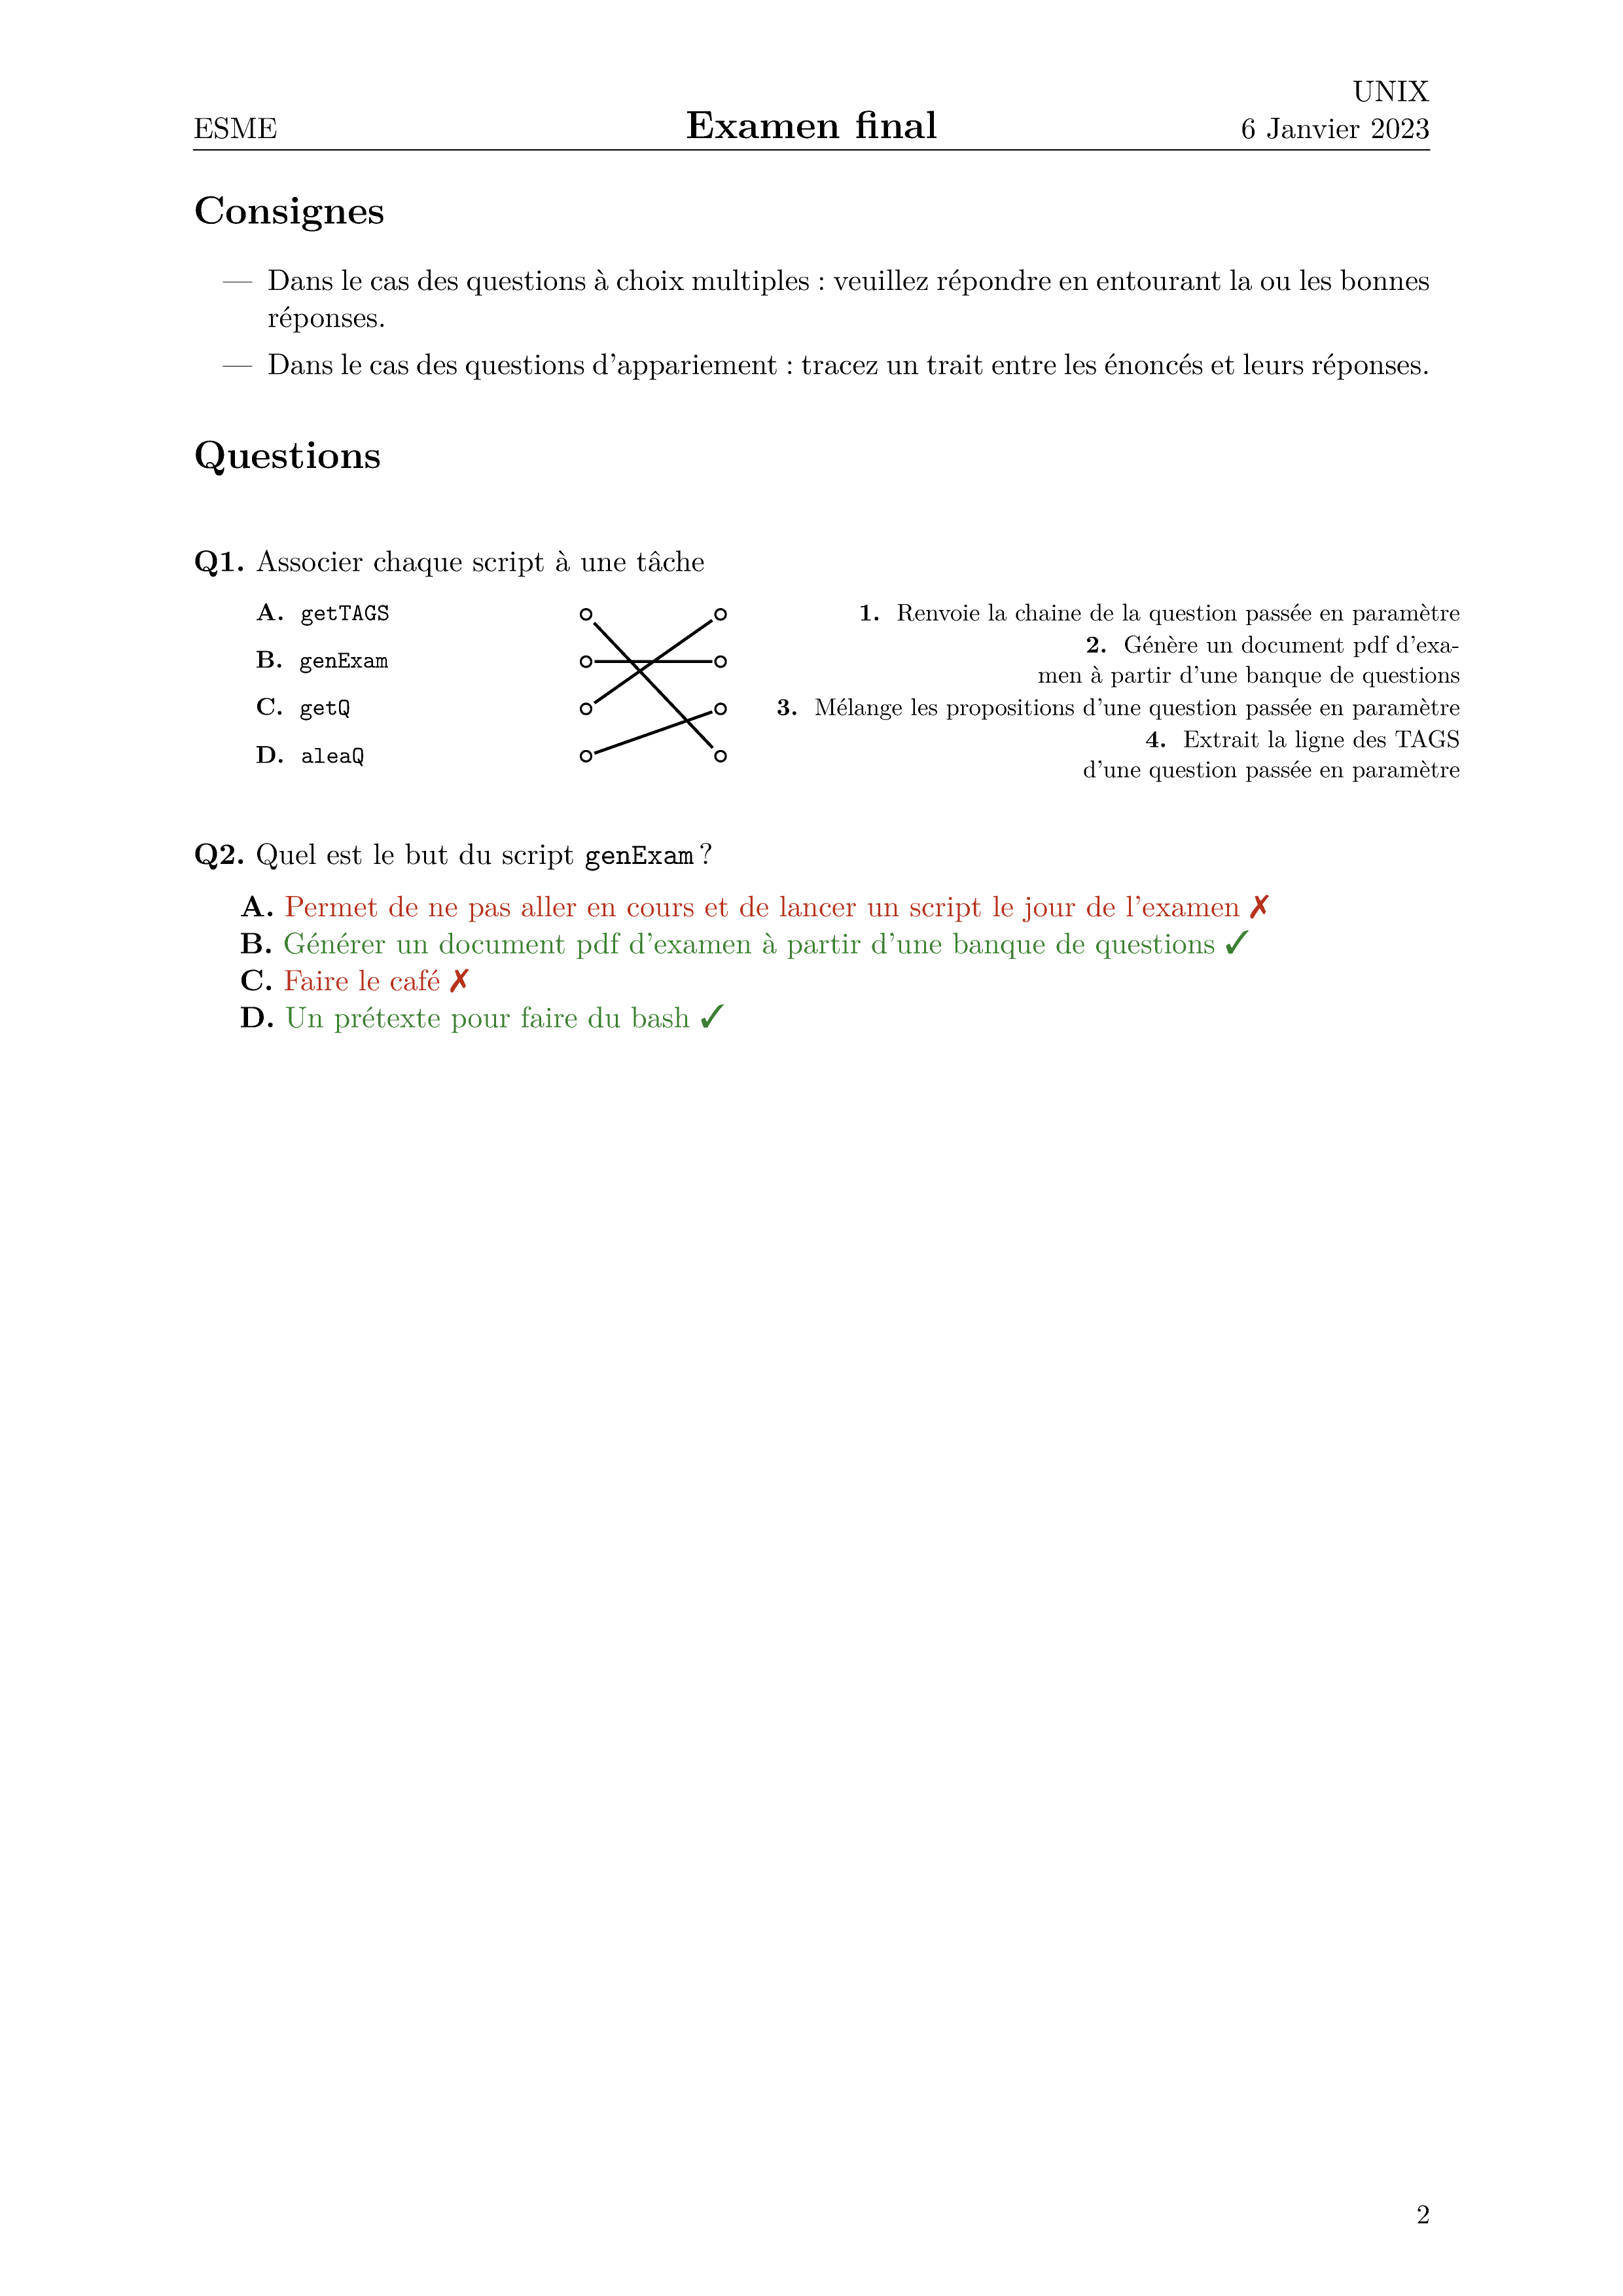 UNIX
ESME Examen final 6 Janvier 2023
Consignes
— Dans le cas des questions à choix multiples : veuillez répondre en entourant la ou les bonnes
réponses.
— Dans le cas des questions d'appariement : tracez un trait entre les énoncés et leurs réponses.
Questions
Q1. Associer chaque script à une tâche
A. getTAGS
B. genExam
C. getQ
D. aleaQ
1. Renvoie la chaine de la question passée en paramètre
2. Génère un document pdf d'exa-
men à partir d'une banque de questions
3. Mélange les propositions d'une question passée en paramètre
4. Extrait la ligne des TAGS
d'une question passée en paramètre
Q2. Quel est le but du script genExam ?
A. Permet de ne pas aller en cours et de lancer un script le jour de l'examen ✗
B. Générer un document pdf d'examen à partir d'une banque de questions ✓
C. Faire le café ✗
D. Un prétexte pour faire du bash ✓
2